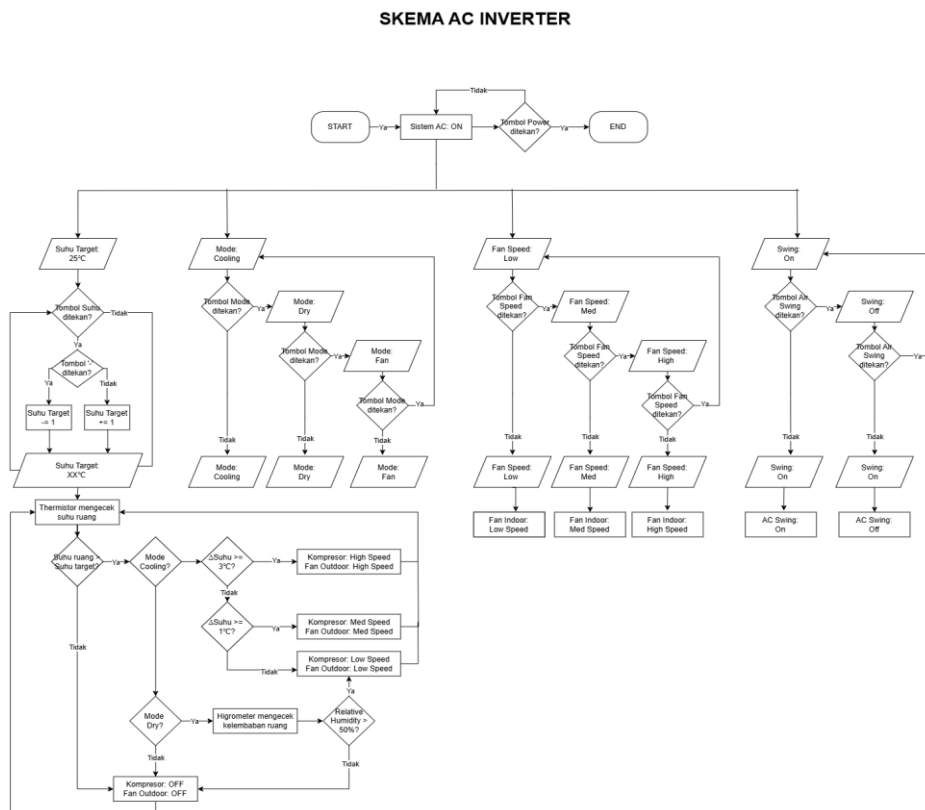 SKEMA AC INVERTER
Tidak
START
Ya
Sistem AC: ON
Tombol Power
ditekan?
Ya
END
Suhu Target:
25°C
Tombol Suhu
ditekan?
Tidak
Ya
Tombol '-'
ditekan?
Ya
Tidak
Suhu Target
-= 1
Suhu Target
+= 1
Suhu Target:
XX°C
Mode:
Cooling
Tombol Mode
ditekan?
Ya
Mode:
Dry
Tombol Mode
ditekan?
Ya
Mode:
Fan
Tombol Mode
ditekan?
Ya
Tidak
Tidak
Tidak
Mode:
Cooling
Mode:
Dry
Mode:
Fan
Fan Speed:
Low
Tombol Fan
Speed
ditekan?
Ya
Fan Speed:
Med
Tombol Fan
Speed
ditekan?
Ya
Fan Speed:
High
Tombol Fan
Speed
ditekan?
Ya
Tidak
Tidak
Tidak
Fan Speed:
Low
Fan Speed:
Med
Fan Speed:
High
Fan Indoor:
Low Speed
Fan Indoor:
Med Speed
Fan Indoor:
High Speed
Swing:
On
Tombol Air
Swing
ditekan?
Ya
Swing:
Off
Tombol Air
Swing
ditekan?
Ya
Tidak
Tidak
Swing:
On
Swing:
On
AC Swing:
On
AC Swing:
Off
Thermistor mengecek
suhu ruang
Suhu ruang >
Suhu target?
Ya
Mode
Cooling?
Ya
ΔSuhu >=
3°C?
Ya
Kompresor: High Speed
Fan Outdoor: High Speed
Tidak
ΔSuhu >=
1°C?
Ya
Kompresor: Med Speed
Fan Outdoor: Med Speed
Tidak
Tidak
Kompresor: Low Speed
Fan Outdoor: Low Speed
Ya
Mode
Dry?
Ya
Higrometer mengecek
kelembaban ruang
Relative
Humidity >
50%?
Tidak
Tidak
Kompresor: OFF
Fan Outdoor: OFF